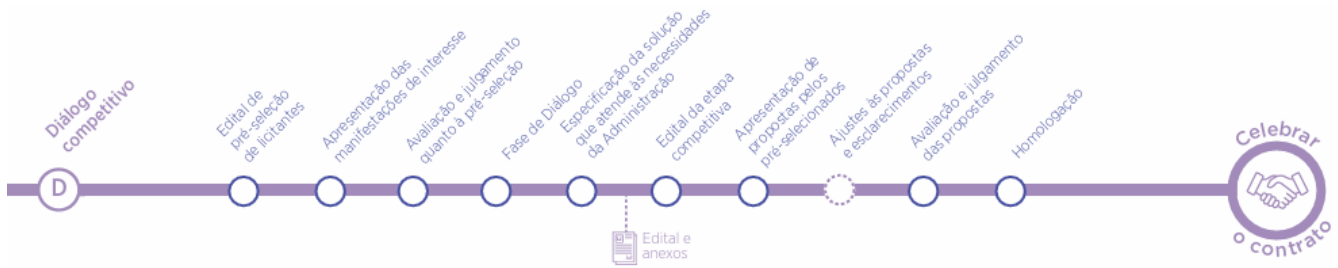 Diálogo
competitivo
D
Edital de
pré-seleção
de licitantes
Apresentação das
manifestações de interesse
Avaliação e julgamento
quanto à pré-seleção
Fase de Diálogo
Especificação da solução
que atende às necessidades
da Administração
Edital e
anexos
Edital da etapa
competitiva
Apresentação de
propostas pelos
pré-selecionados
Ajustes às propostas
e esclarecimentos
Avaliação e julgamento
das propostas
Homologação
Celebrar
o contrato